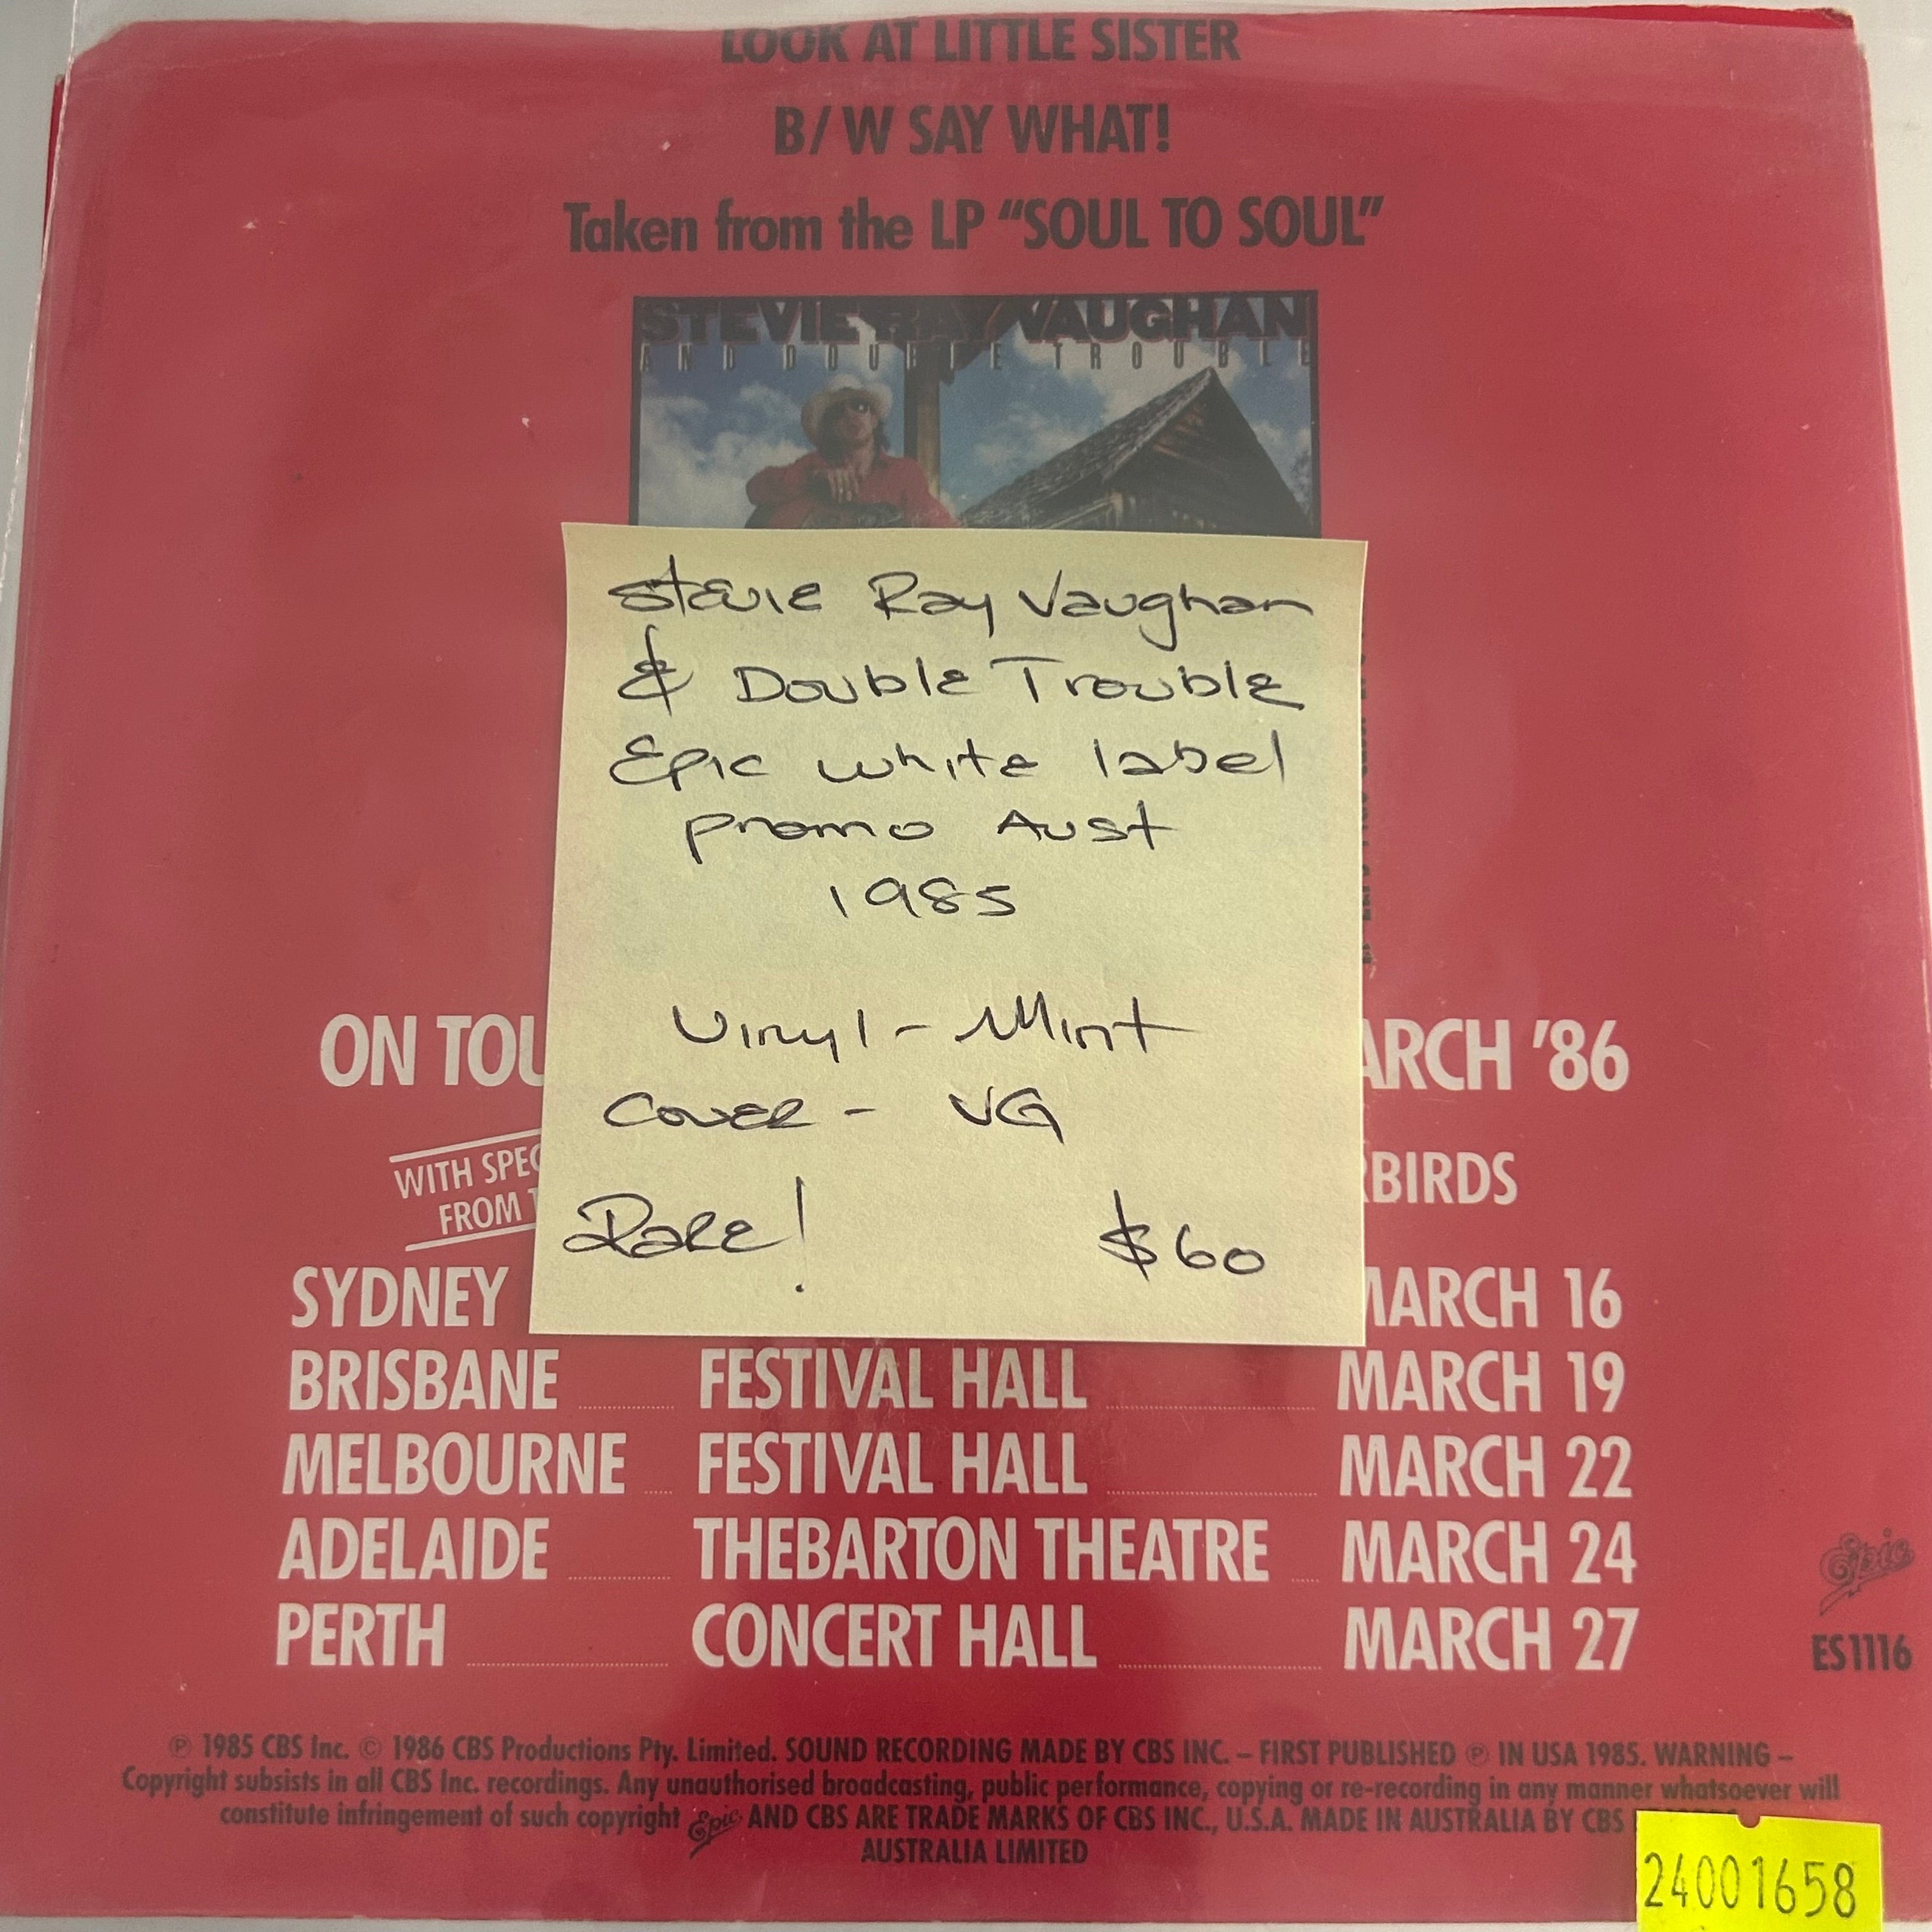 LOOK AT LITTLE SISTER
B/W SAY WHAT!
Taken from the LP "SOUL TO SOUL"
STEVIE RAY VAUGHAN
AND DOUBLE TROUBLE
Stevie Ray Vaughan
& Double Trouble
Epic white label
promo Aust
1985
Vinyl - Mint
Cover - VG
Rare! $60
ON TOU ARCH '86
WITH SPEC
FROM RBIRDS
SYDNEY MARCH 16
BRISBANE FESTIVAL HALL MARCH 19
MELBOURNE FESTIVAL HALL MARCH 22
ADELAIDE THEBARTON THEATRE MARCH 24
PERTH CONCERT HALL MARCH 27
Epic
ES1116
℗ 1985 CBS Inc. © 1986 CBS Productions Pty. Limited. SOUND RECORDING MADE BY CBS INC. – FIRST PUBLISHED ℗ IN USA 1985. WARNING –
Copyright subsists in all CBS Inc. recordings. Any unauthorised broadcasting, public performance, copying or re-recording in any manner whatsoever will
constitute infringement of such copyright Epic AND CBS ARE TRADE MARKS OF CBS INC., U.S.A. MADE IN AUSTRALIA BY CBS
AUSTRALIA LIMITED
24001658